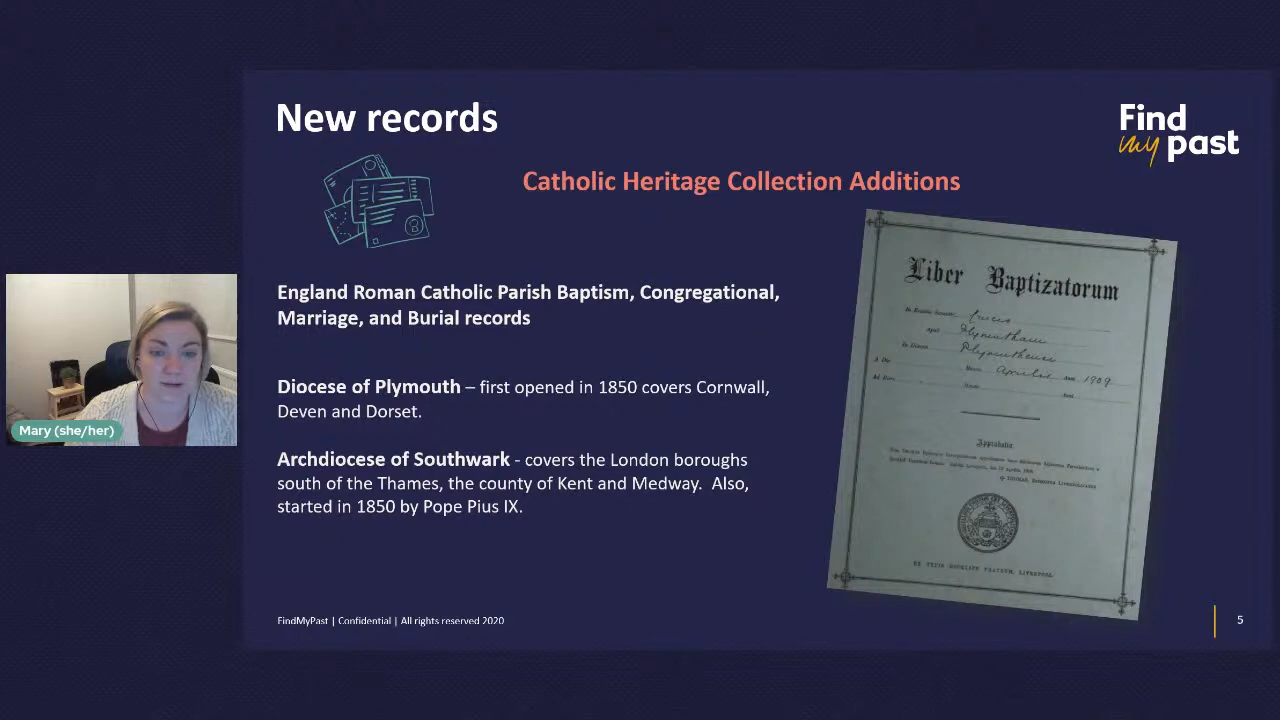 New records
Find
my past
Catholic Heritage Collection Additions
England Roman Catholic Parish Baptism, Congregational,
Marriage, and Burial records
Diocese of Plymouth – first opened in 1850 covers Cornwall,
Deven and Dorset.
Archdiocese of Southwark - covers the London boroughs
south of the Thames, the county of Kent and Medway. Also,
started in 1850 by Pope Pius IX.
Liber Baptizatorum
Aprilis 1909
Approbatio
Mary (she/her)
FindMyPast | Confidential | All rights reserved 2020
5